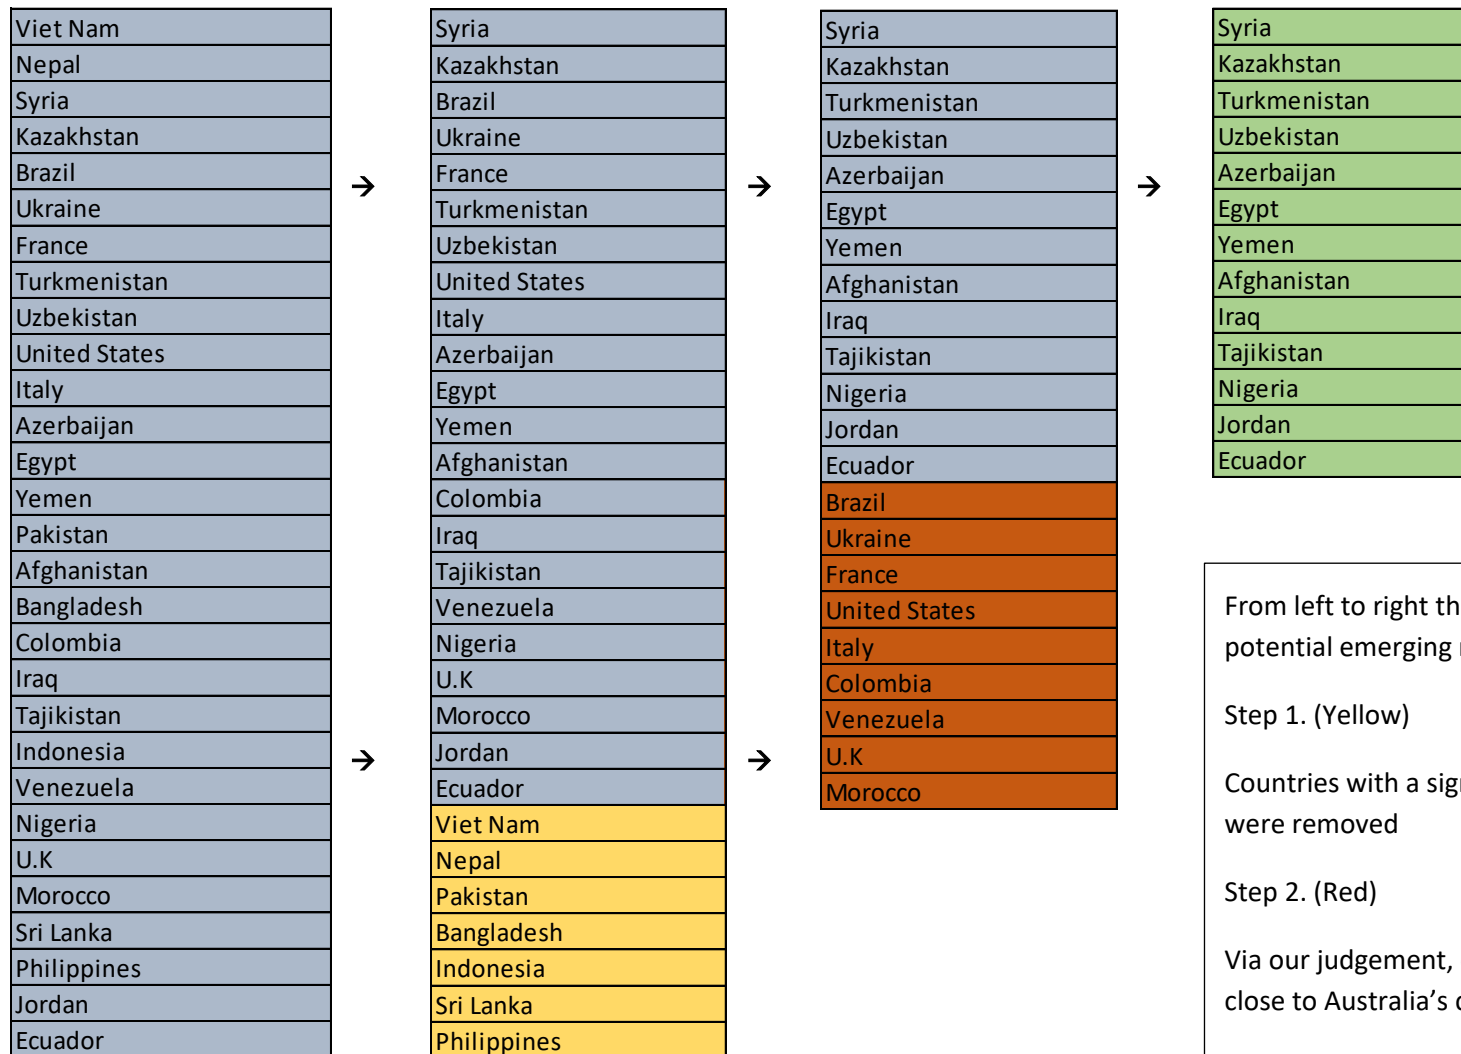 Viet Nam
Nepal
Syria
Kazakhstan
Brazil
Ukraine
France
Turkmenistan
Uzbekistan
United States
Italy
Azerbaijan
Egypt
Yemen
Pakistan
Afghanistan
Bangladesh
Colombia
Iraq
Tajikistan
Indonesia
Venezuela
Nigeria
U.K
Morocco
Sri Lanka
Philippines
Jordan
Ecuador
→
→
Syria
Kazakhstan
Brazil
Ukraine
France
Turkmenistan
Uzbekistan
United States
Italy
Azerbaijan
Egypt
Yemen
Afghanistan
Colombia
Iraq
Tajikistan
Venezuela
Nigeria
U.K
Morocco
Jordan
Ecuador
Viet Nam
Nepal
Pakistan
Bangladesh
Indonesia
Sri Lanka
Philippines
→
→
Syria
Kazakhstan
Turkmenistan
Uzbekistan
Azerbaijan
Egypt
Yemen
Afghanistan
Iraq
Tajikistan
Nigeria
Jordan
Ecuador
Brazil
Ukraine
France
United States
Italy
Colombia
Venezuela
U.K
Morocco
→
Syria
Kazakhstan
Turkmenistan
Uzbekistan
Azerbaijan
Egypt
Yemen
Afghanistan
Iraq
Tajikistan
Nigeria
Jordan
Ecuador
From left to right
potential emerging
Step 1. (Yellow)
Countries with a
were removed
Step 2. (Red)
Via our judgement,
close to Australia's